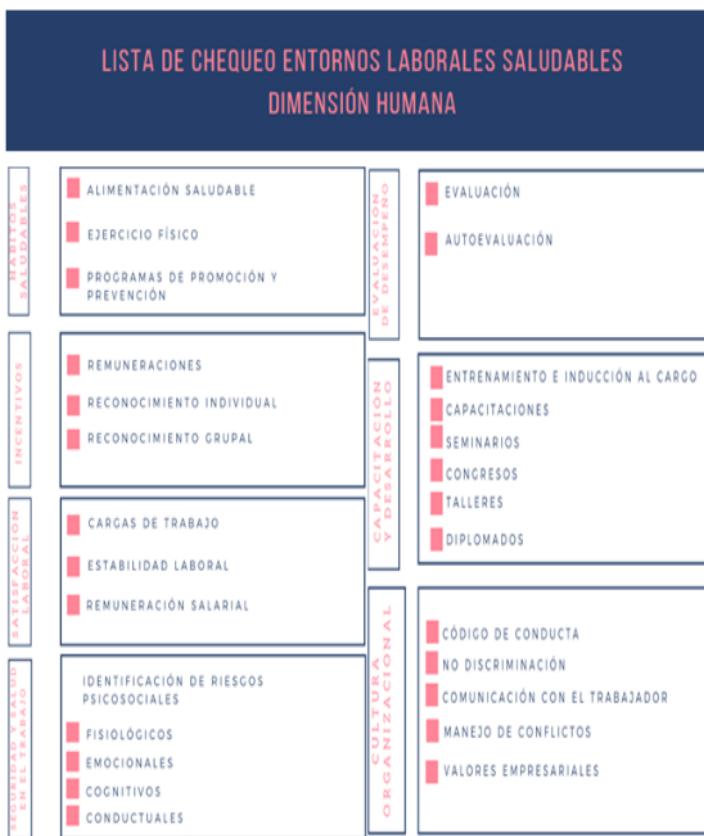 LISTA DE CHEQUEO ENTORNOS LABORALES SALUDABLES
DIMENSIÓN HUMANA
HÁBITOS
SALUDABLES
ALIMENTACIÓN SALUDABLE
EJERCICIO FÍSICO
PROGRAMAS DE PROMOCIÓN Y
PREVENCIÓN
INCENTIVOS
REMUNERACIONES
RECONOCIMIENTO INDIVIDUAL
RECONOCIMIENTO GRUPAL
SATISFACCIÓN
LABORAL
CARGAS DE TRABAJO
ESTABILIDAD LABORAL
REMUNERACIÓN SALARIAL
SEGURIDAD Y SALUD
EN EL TRABAJO
IDENTIFICACIÓN DE RIESGOS
PSICOSOCIALES
FISIOLÓGICOS
EMOCIONALES
COGNITIVOS
CONDUCTUALES
EVALUACIÓN
DE DESEMPEÑO
EVALUACIÓN
AUTOEVALUACIÓN
CAPACITACIÓN
Y DESARROLLO
ENTRENAMIENTO E INDUCCIÓN AL CARGO
CAPACITACIONES
SEMINARIOS
CONGRESOS
TALLERES
DIPLOMADOS
CULTURA
ORGANIZACIONAL
CÓDIGO DE CONDUCTA
NO DISCRIMINACIÓN
COMUNICACIÓN CON EL TRABAJADOR
MANEJO DE CONFLICTOS
VALORES EMPRESARIALES